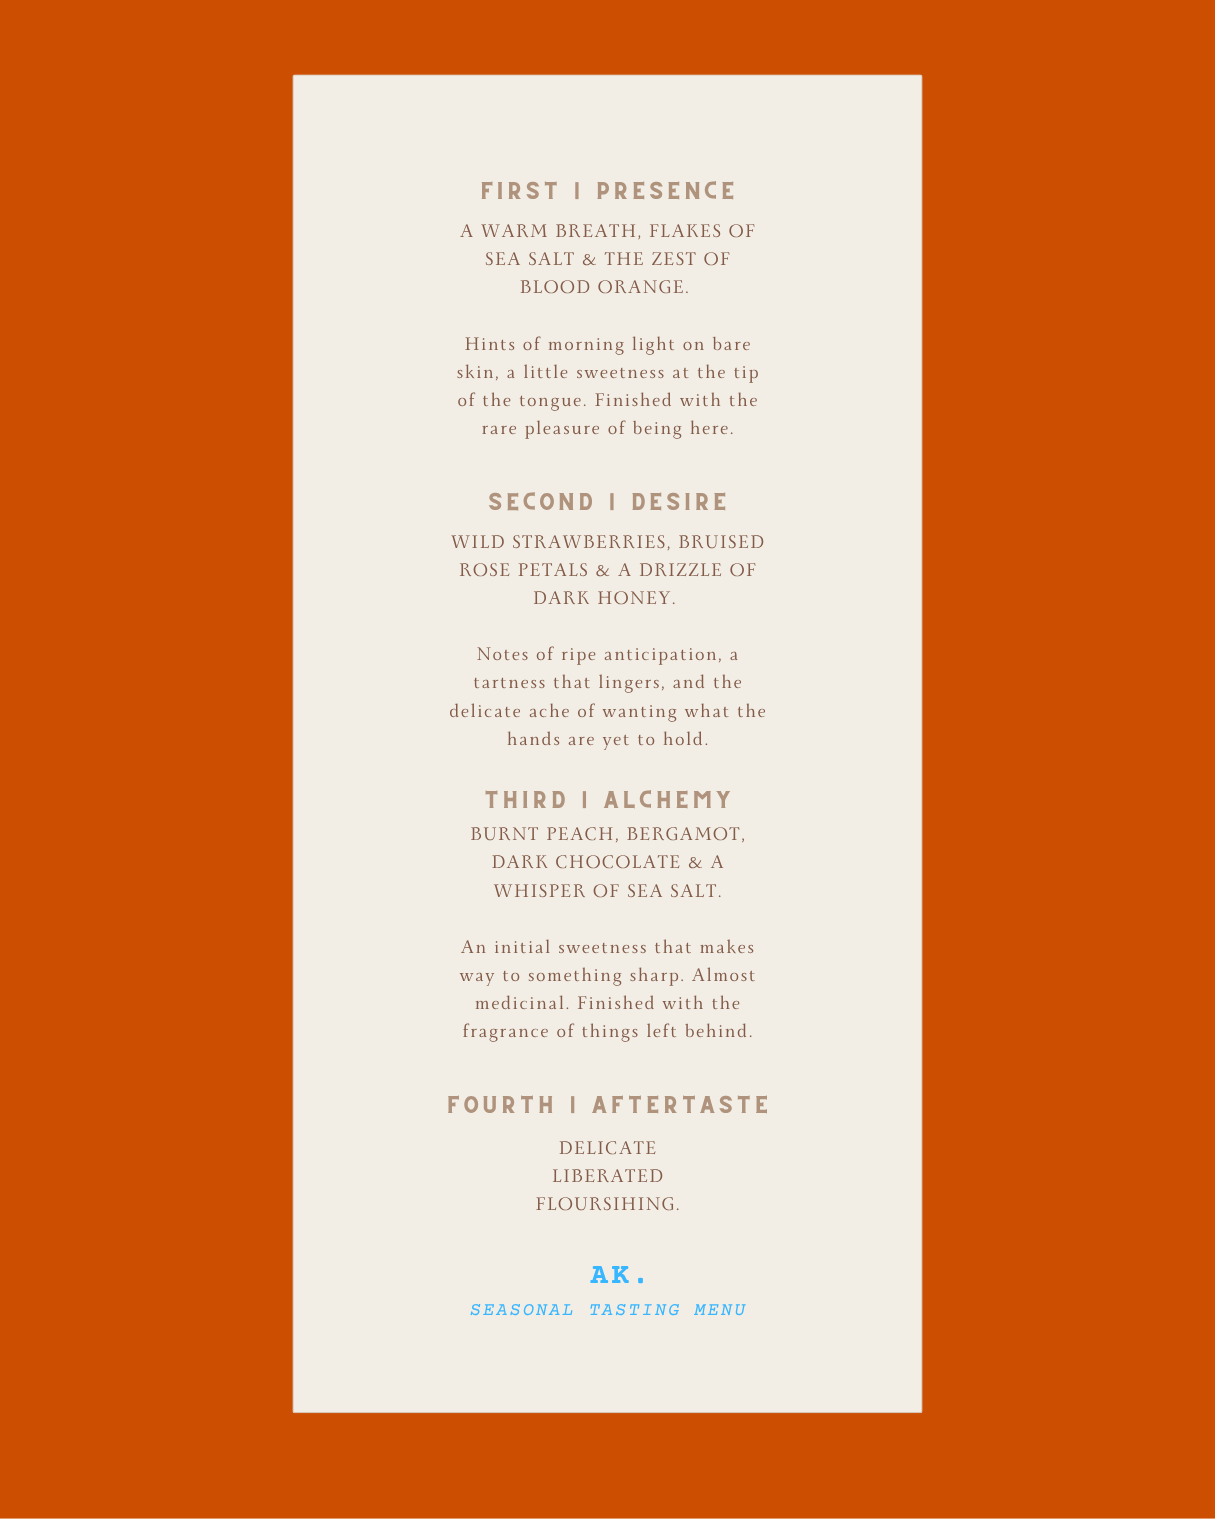 FIRST | PRESENCE
A WARM BREATH, FLAKES OF
SEA SALT & THE ZEST OF
BLOOD ORANGE.
Hints of morning light on bare
skin, a little sweetness at the tip
of the tongue. Finished with the
rare pleasure of being here.
SECOND | DESIRE
WILD STRAWBERRIES, BRUISED
ROSE PETALS & A DRIZZLE OF
DARK HONEY.
Notes of ripe anticipation, a
tartness that lingers, and the
delicate ache of wanting what the
hands are yet to hold.
THIRD | ALCHEMY
BURNT PEACH, BERGAMOT,
DARK CHOCOLATE & A
WHISPER OF SEA SALT.
An initial sweetness that makes
way to something sharp. Almost
medicinal. Finished with the
fragrance of things left behind.
FOURTH | AFTERTASTE
DELICATE
LIBERATED
FLOURSIHING.
AK.
SEASONAL TASTING MENU